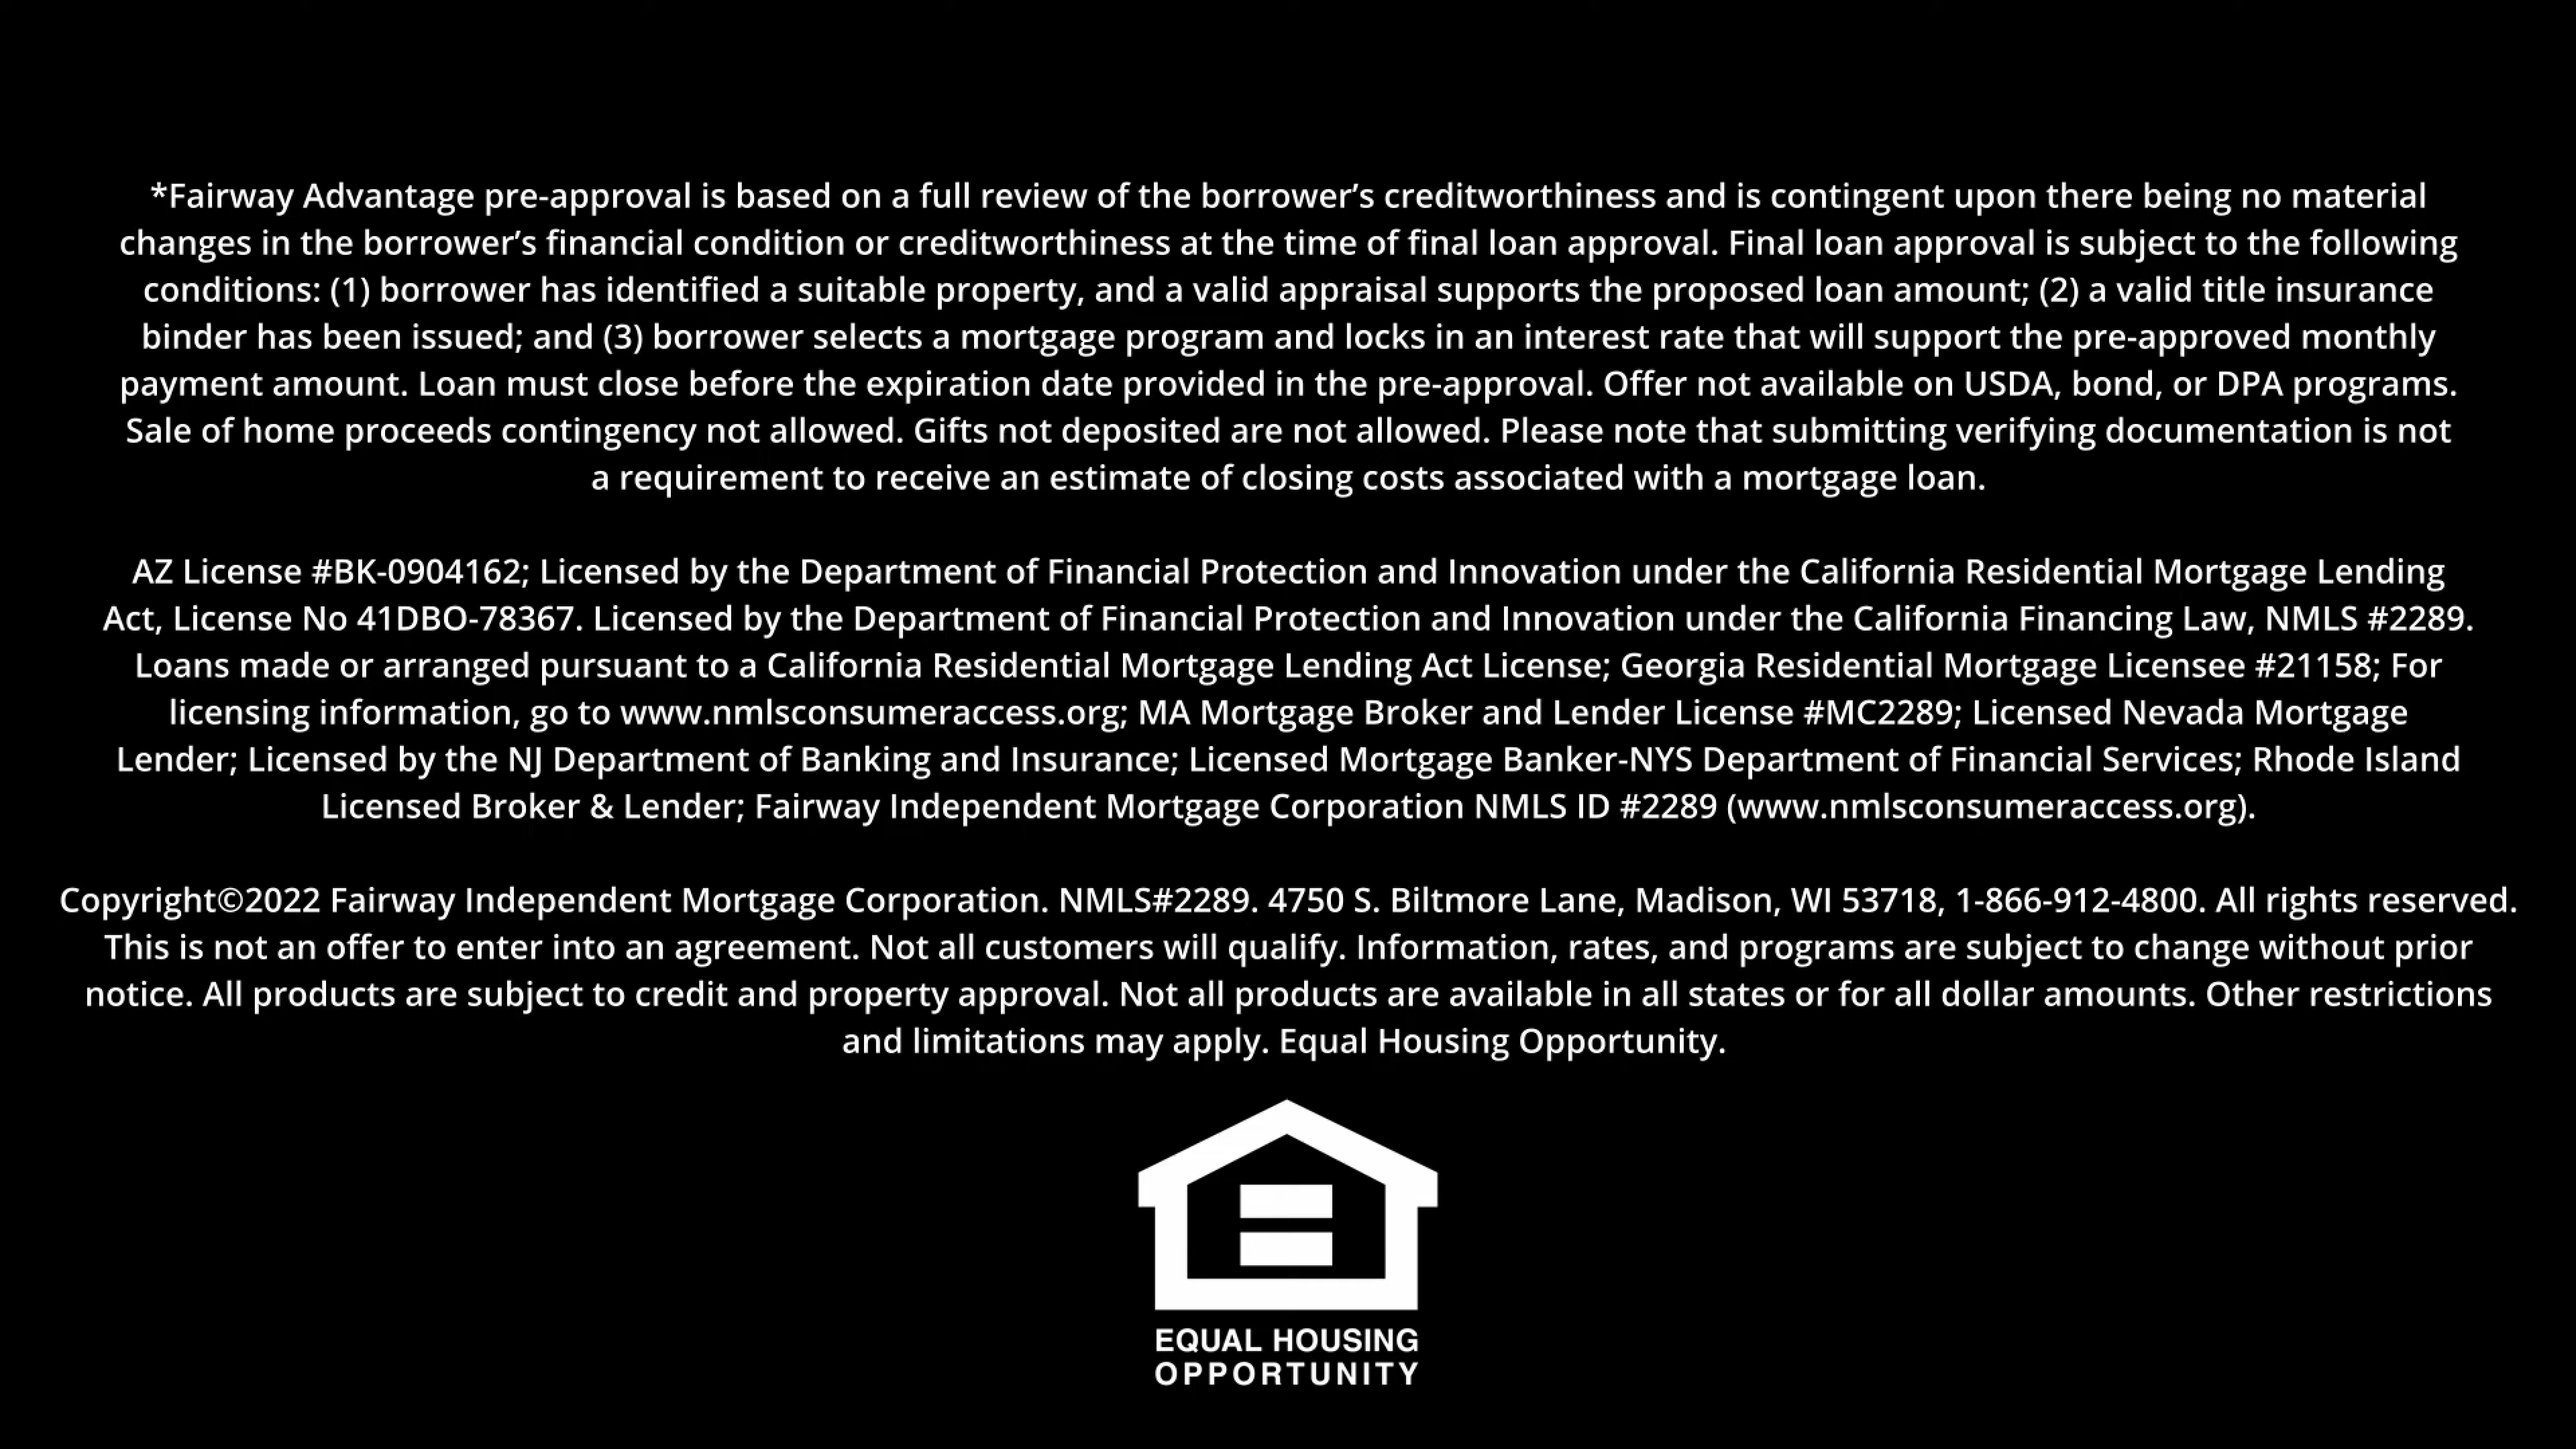 *Fairway Advantage pre-approval is based on a full review of the borrower’s creditworthiness and is contingent upon there being no material
changes in the borrower’s financial condition or creditworthiness at the time of final loan approval. Final loan approval is subject to the following
conditions: (1) borrower has identified a suitable property, and a valid appraisal supports the proposed loan amount; (2) a valid title insurance
binder has been issued; and (3) borrower selects a mortgage program and locks in an interest rate that will support the pre-approved monthly
payment amount. Loan must close before the expiration date provided in the pre-approval. Offer not available on USDA, bond, or DPA programs.
Sale of home proceeds contingency not allowed. Gifts not deposited are not allowed. Please note that submitting verifying documentation is not
a requirement to receive an estimate of closing costs associated with a mortgage loan.
AZ License #BK-0904162; Licensed by the Department of Financial Protection and Innovation under the California Residential Mortgage Lending
Act, License No 41DBO-78367. Licensed by the Department of Financial Protection and Innovation under the California Financing Law, NMLS #2289.
Loans made or arranged pursuant to a California Residential Mortgage Lending Act License; Georgia Residential Mortgage Licensee #21158; For
licensing information, go to www.nmlsconsumeraccess.org; MA Mortgage Broker and Lender License #MC2289; Licensed Nevada Mortgage
Lender; Licensed by the NJ Department of Banking and Insurance; Licensed Mortgage Banker-NYS Department of Financial Services; Rhode Island
Licensed Broker & Lender; Fairway Independent Mortgage Corporation NMLS ID #2289 (www.nmlsconsumeraccess.org).
Copyright©2022 Fairway Independent Mortgage Corporation. NMLS#2289. 4750 S. Biltmore Lane, Madison, WI 53718, 1-866-912-4800. All rights reserved.
This is not an offer to enter into an agreement. Not all customers will qualify. Information, rates, and programs are subject to change without prior
notice. All products are subject to credit and property approval. Not all products are available in all states or for all dollar amounts. Other restrictions
and limitations may apply. Equal Housing Opportunity.
EQUAL HOUSING
OPPORTUNITY